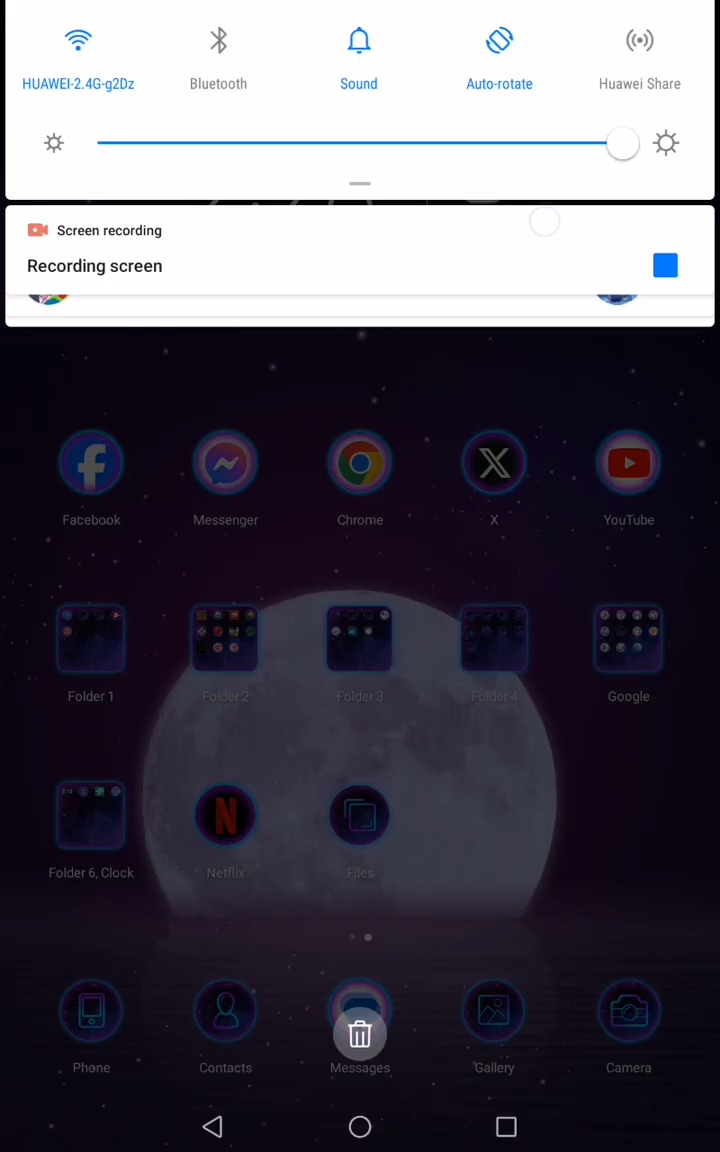 HUAWEI-2.4G-g2Dz
Bluetooth
Sound
Auto-rotate
Huawei Share
Screen recording
Recording screen
Facebook
Messenger
Chrome
X
YouTube
Folder 1
Folder 2
Folder 3
Folder 4
Google
Folder 6, Clock
Netflix
Files
Phone
Contacts
Messages
Gallery
Camera